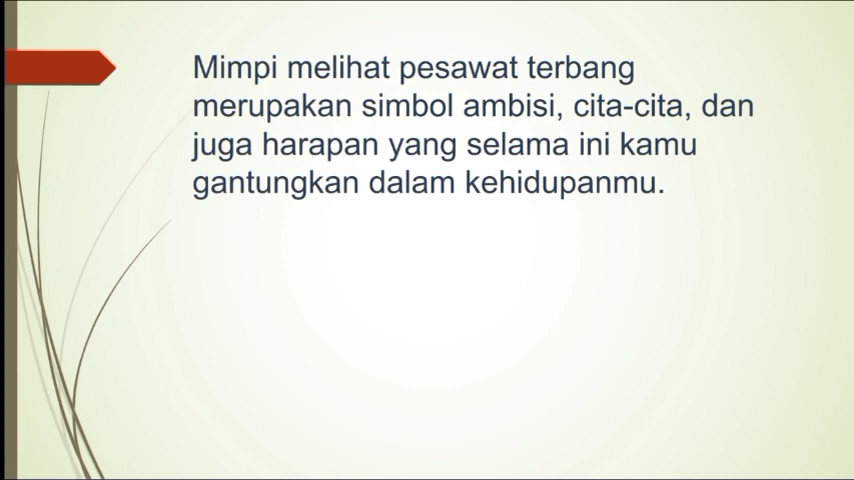 Mimpi melihat pesawat terbang
merupakan simbol ambisi, cita-cita, dan
juga harapan yang selama ini kamu
gantungkan dalam kehidupanmu.